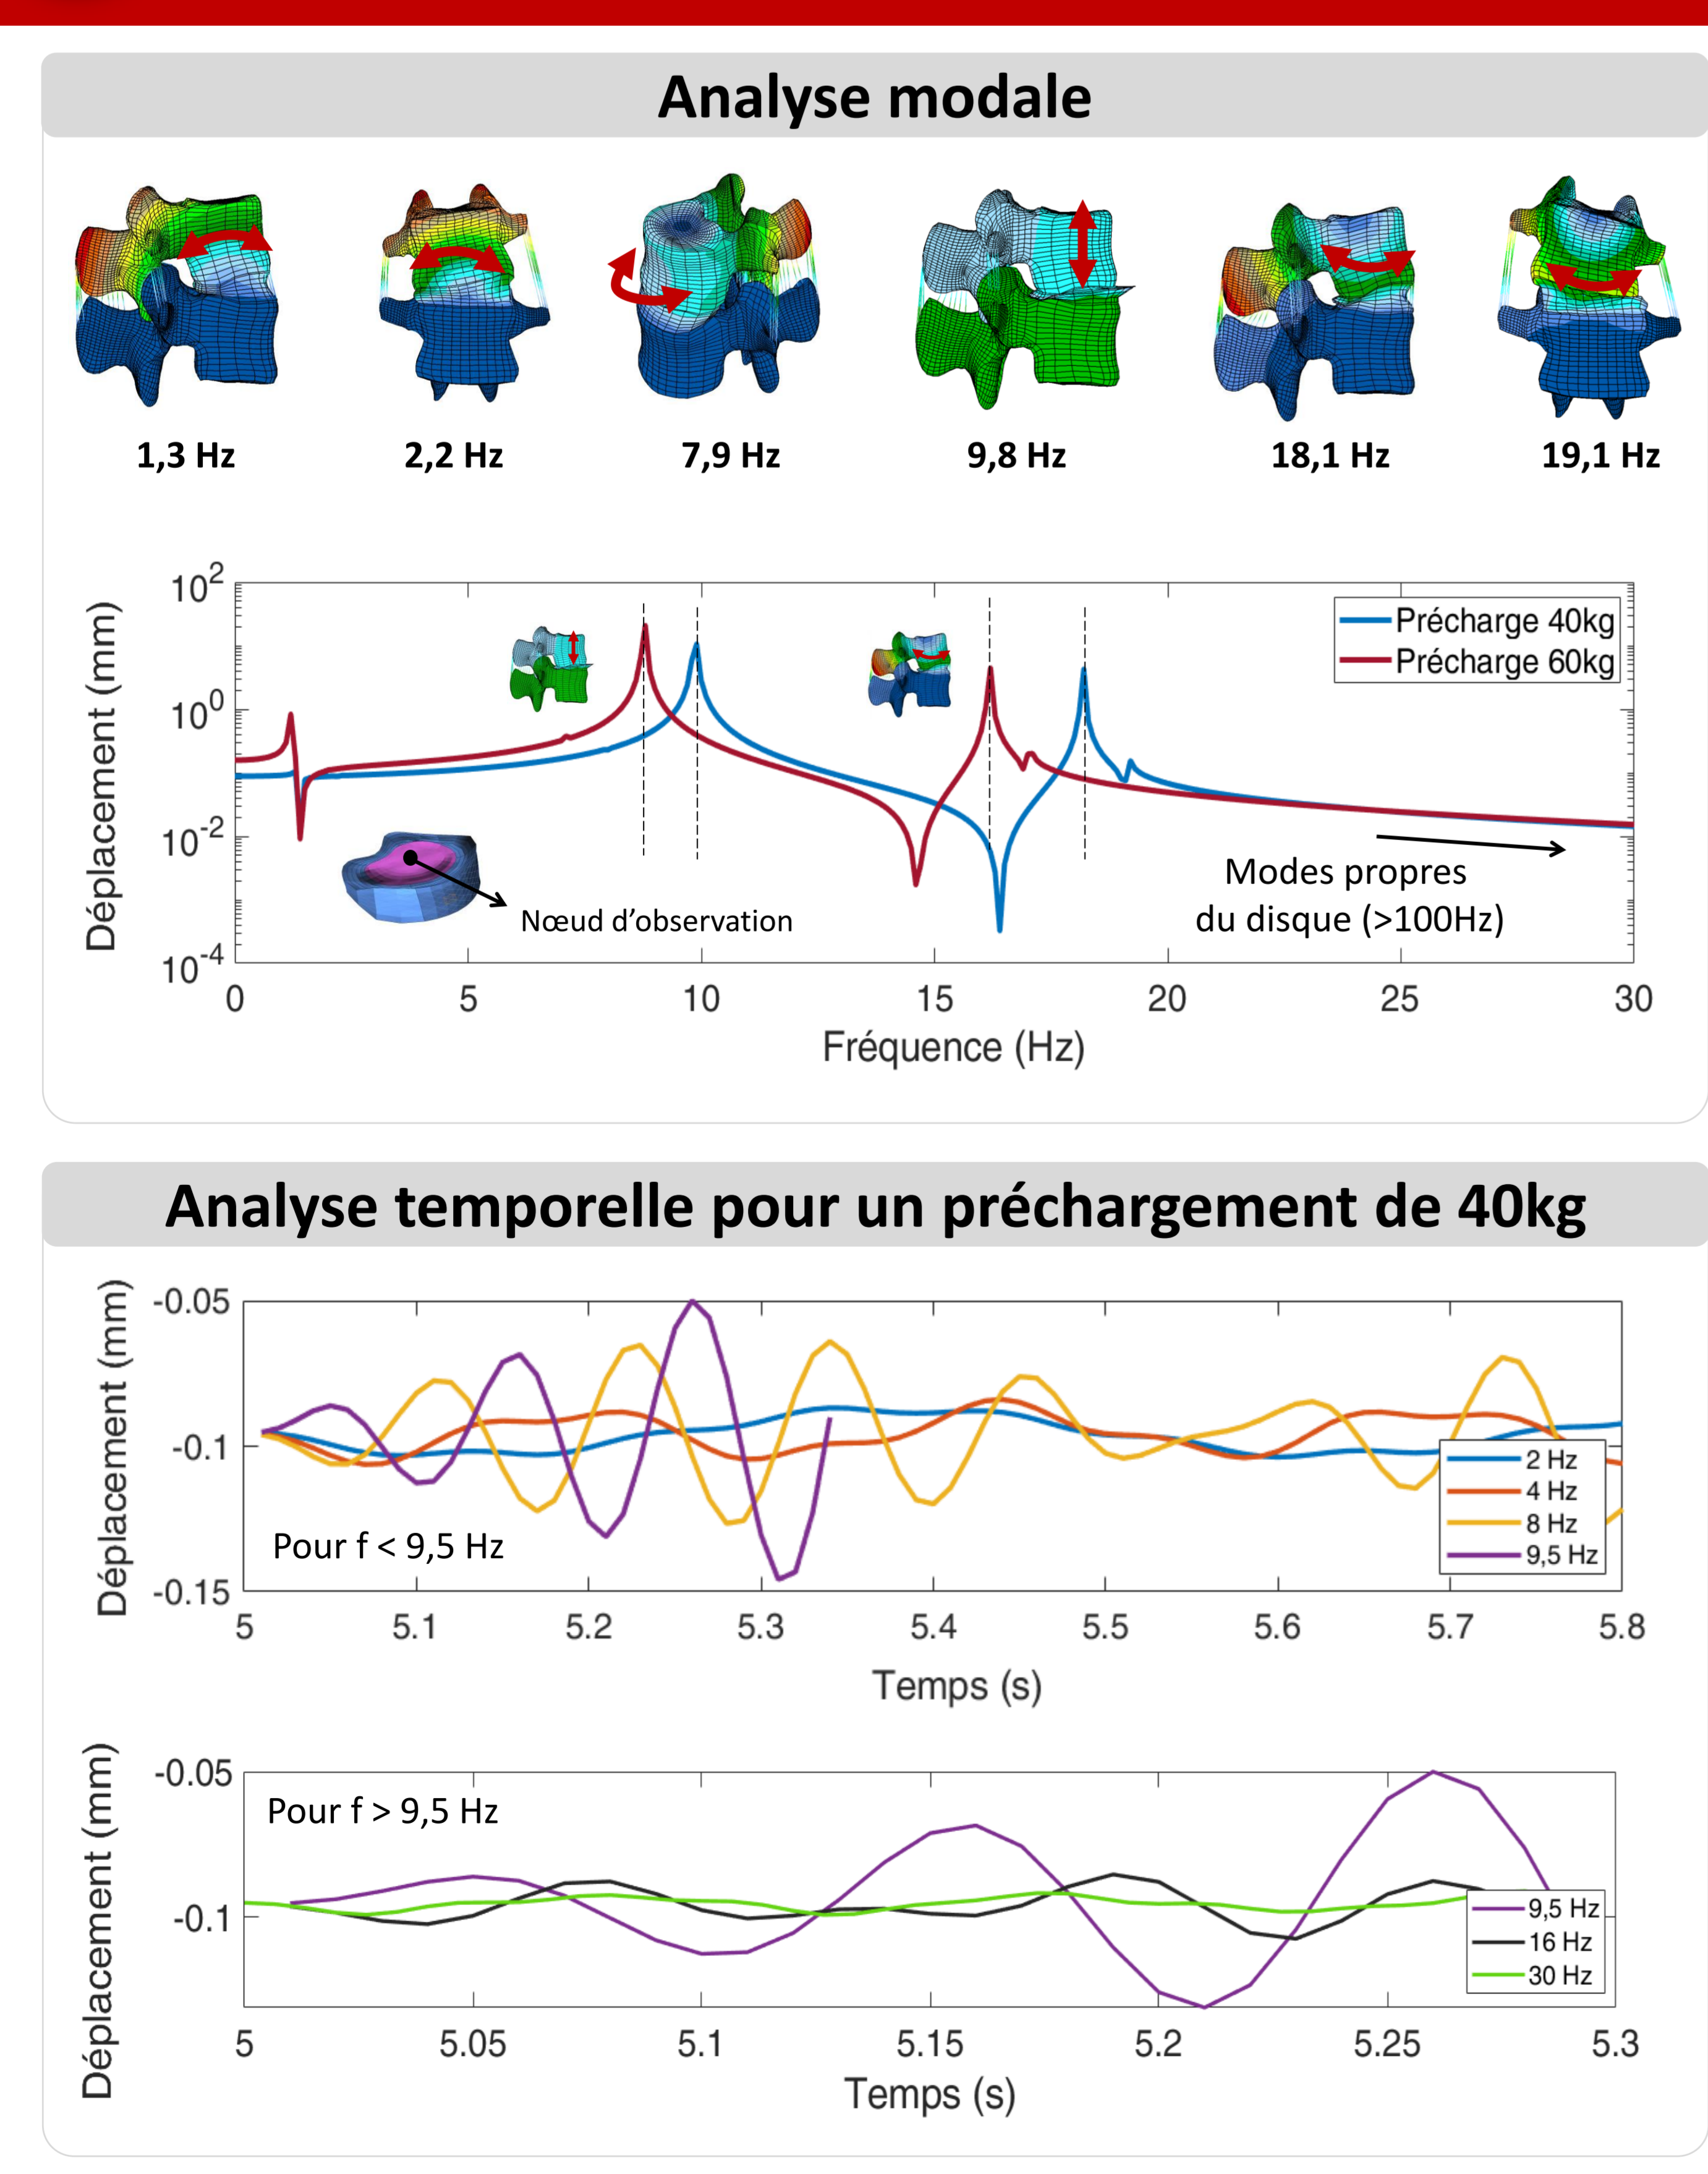 Analyse modale
1,3 Hz
2,2 Hz
7,9 Hz
9,8 Hz
18,1 Hz
19,1 Hz
Déplacement (mm)
10²
10⁰
10⁻²
10⁻⁴
Précharge 40kg
Précharge 60kg
Nœud d’observation
Modes propres
du disque (>100Hz)
0
5
10
15
20
25
30
Fréquence (Hz)
Analyse temporelle pour un préchargement de 40kg
Déplacement (mm)
-0.05
-0.1
-0.15
Pour f < 9,5 Hz
2 Hz
4 Hz
8 Hz
9,5 Hz
5
5.1
5.2
5.3
5.4
5.5
5.6
5.7
5.8
Temps (s)
Déplacement (mm)
-0.05
-0.1
Pour f > 9,5 Hz
9,5 Hz
16 Hz
30 Hz
5
5.05
5.1
5.15
5.2
5.25
5.3
Temps (s)